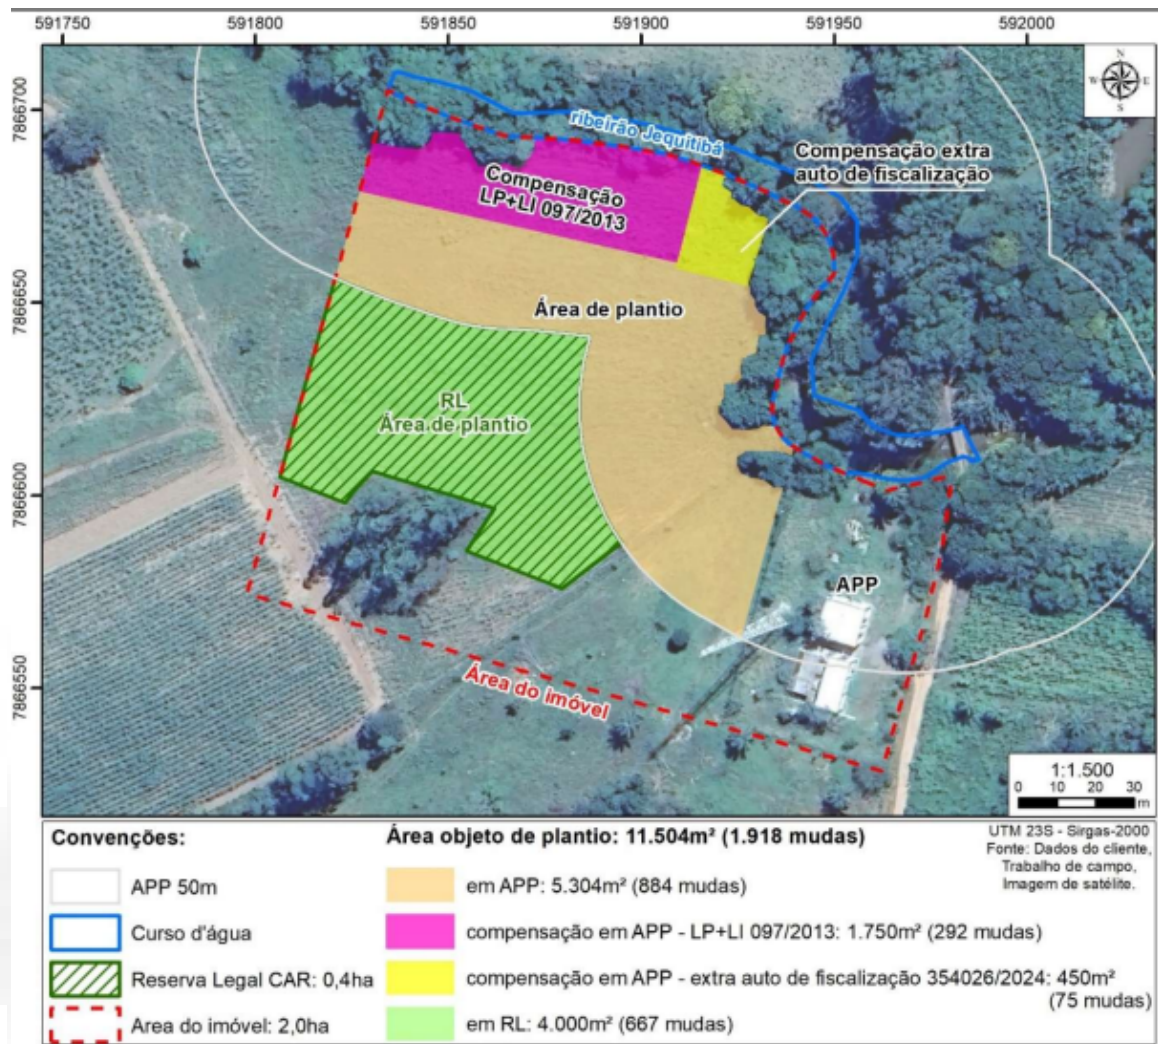 591750
591800
591850
591900
591950
592000
7866700
7866650
7866600
7866550
N
W
E
S
ribeirão Jequitibá
Compensação extra
auto de fiscalização
Compensação
LP+LI 097/2013
Área de plantio
RL
Área de plantio
APP
Área do imóvel
1:1.500
0 10 20 30
m
Convenções:
APP 50m
Curso d'água
Reserva Legal CAR: 0,4ha
Area do imóvel: 2,0ha
Área objeto de plantio: 11.504m² (1.918 mudas)
em APP: 5.304m² (884 mudas)
compensação em APP - LP+LI 097/2013: 1.750m² (292 mudas)
compensação em APP - extra auto de fiscalização 354026/2024: 450m²
(75 mudas)
em RL: 4.000m² (667 mudas)
UTM 23S - Sirgas-2000
Fonte: Dados do cliente,
Trabalho de campo,
Imagem de satélite.